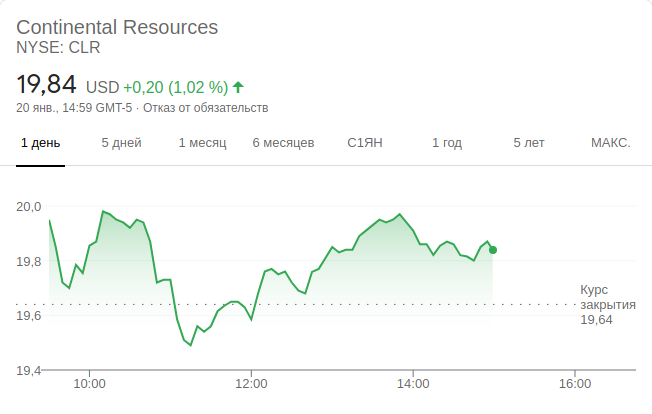 Continental Resources
NYSE: CLR
19,84 USD +0,20 (1,02 %)
20 янв., 14:59 GMT-5 · Отказ от обязательств
1 день 5 дней 1 месяц 6 месяцев С1ЯН 1 год 5 лет МАКС.
20,0
19,8
19,6
19,4
Курс
закрытия
19,64
10:00 12:00 14:00 16:00